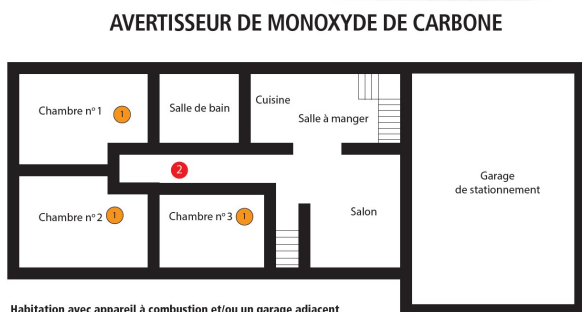 AVERTISSEUR DE MONOXYDE DE CARBONE
Chambre nº 1
1
Salle de bain
Cuisine
Salle à manger
2
Garage
de stationnement
Chambre nº 2
1
Chambre nº 3
1
Salon
Habitation avec appareil à combustion et/ou un garage adjacent